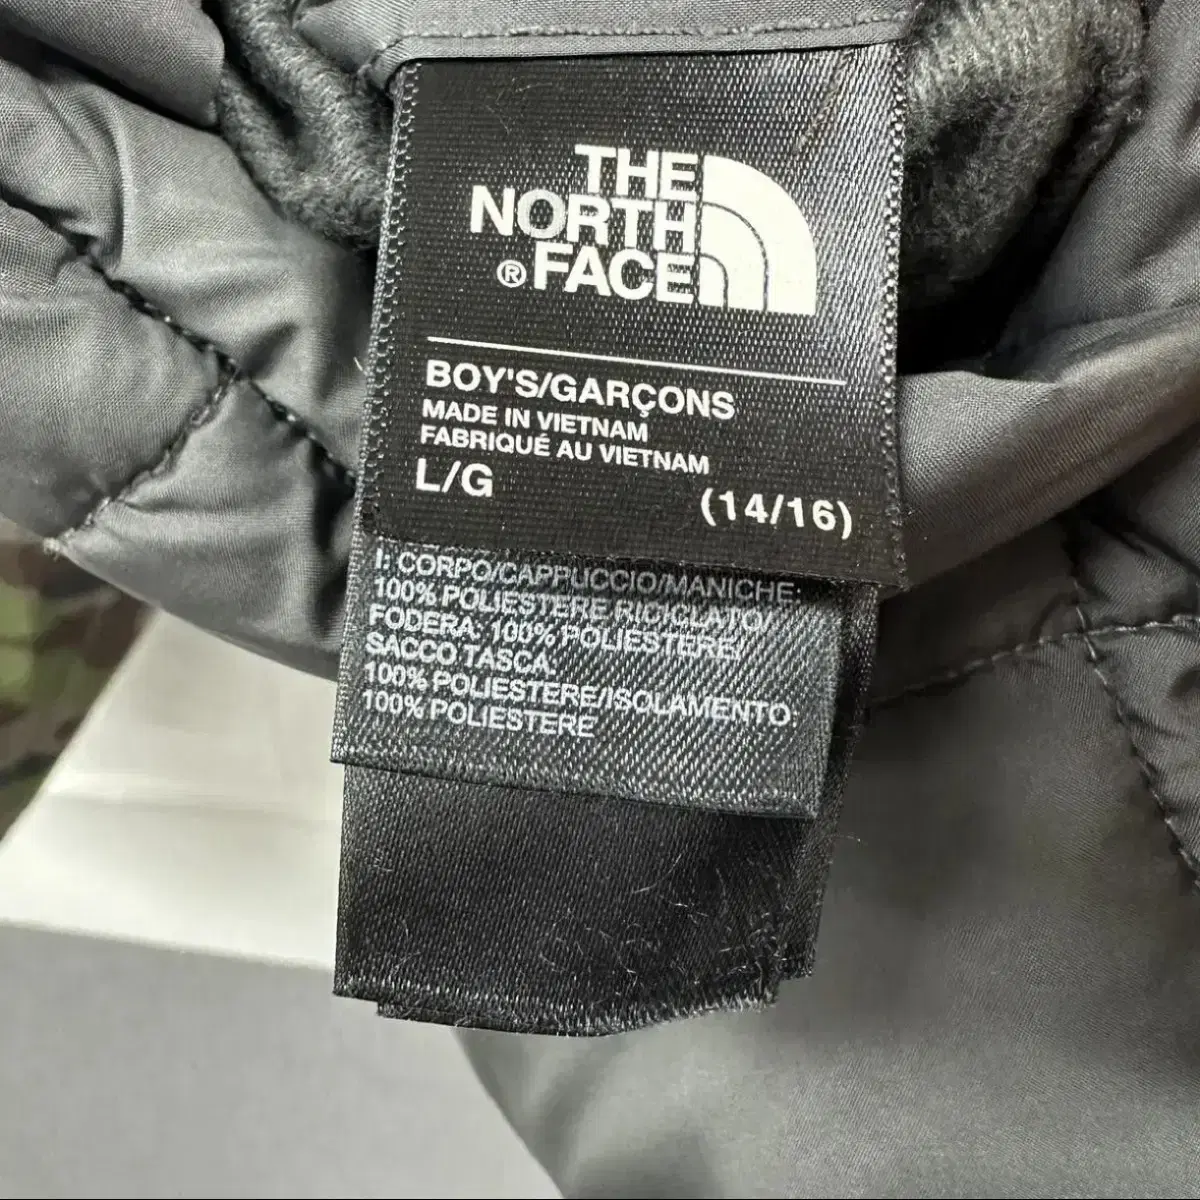 THE
NORTH
® FACE
BOY'S/GARÇONS
MADE IN VIETNAM
FABRIQUÉ AU VIETNAM
L/G (14/16)
I: CORPO/CAPPUCCIO/MANICHE:
100% POLIESTERE RICICLATO/
FODERA: 100% POLIESTERE/
SACCO TASCA:
100% POLIESTERE/ISOLAMENTO:
100% POLIESTERE